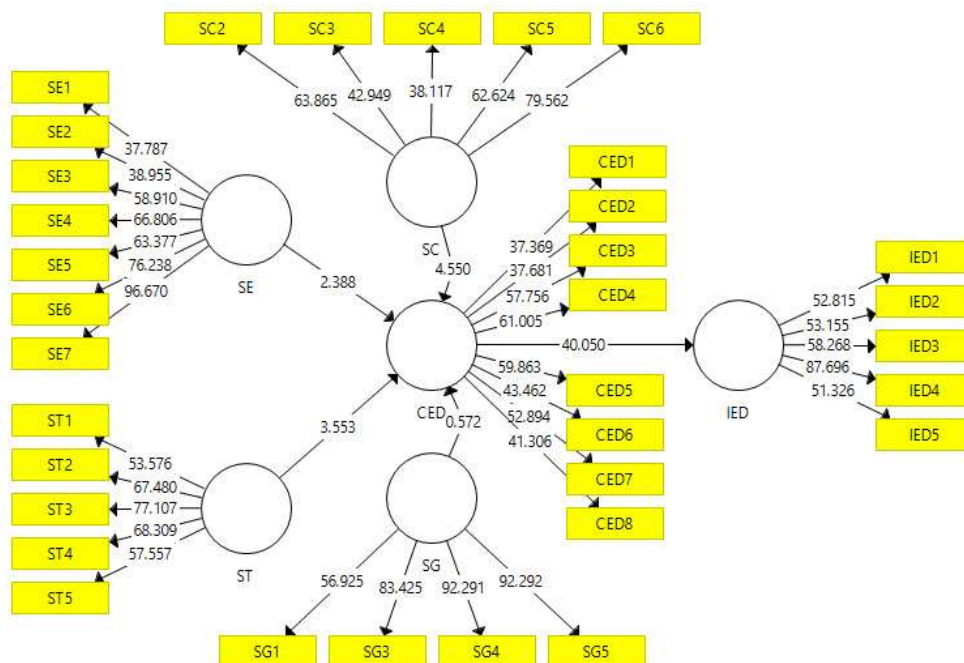 SC2 SC3 SC4 SC5 SC6
63.865 42.949 38.117 62.624 79.562
SC
SE1
SE2
SE3
SE4
SE5
SE6
SE7
37.787
38.955
58.910
66.806
63.377
76.238
96.670
SE
2.388
4.550
CED1
CED2
CED3
CED4
37.369
37.681
57.756
61.005
CED
40.050
59.863
43.462
52.894
41.306
CED5
CED6
CED7
CED8
IED
52.815
53.155
58.268
87.696
51.326
IED1
IED2
IED3
IED4
IED5
ST1
ST2
ST3
ST4
ST5
53.576
67.480
77.107
68.309
57.557
ST
3.553
0.572
SG
56.925 83.425 92.291 92.292
SG1 SG3 SG4 SG5